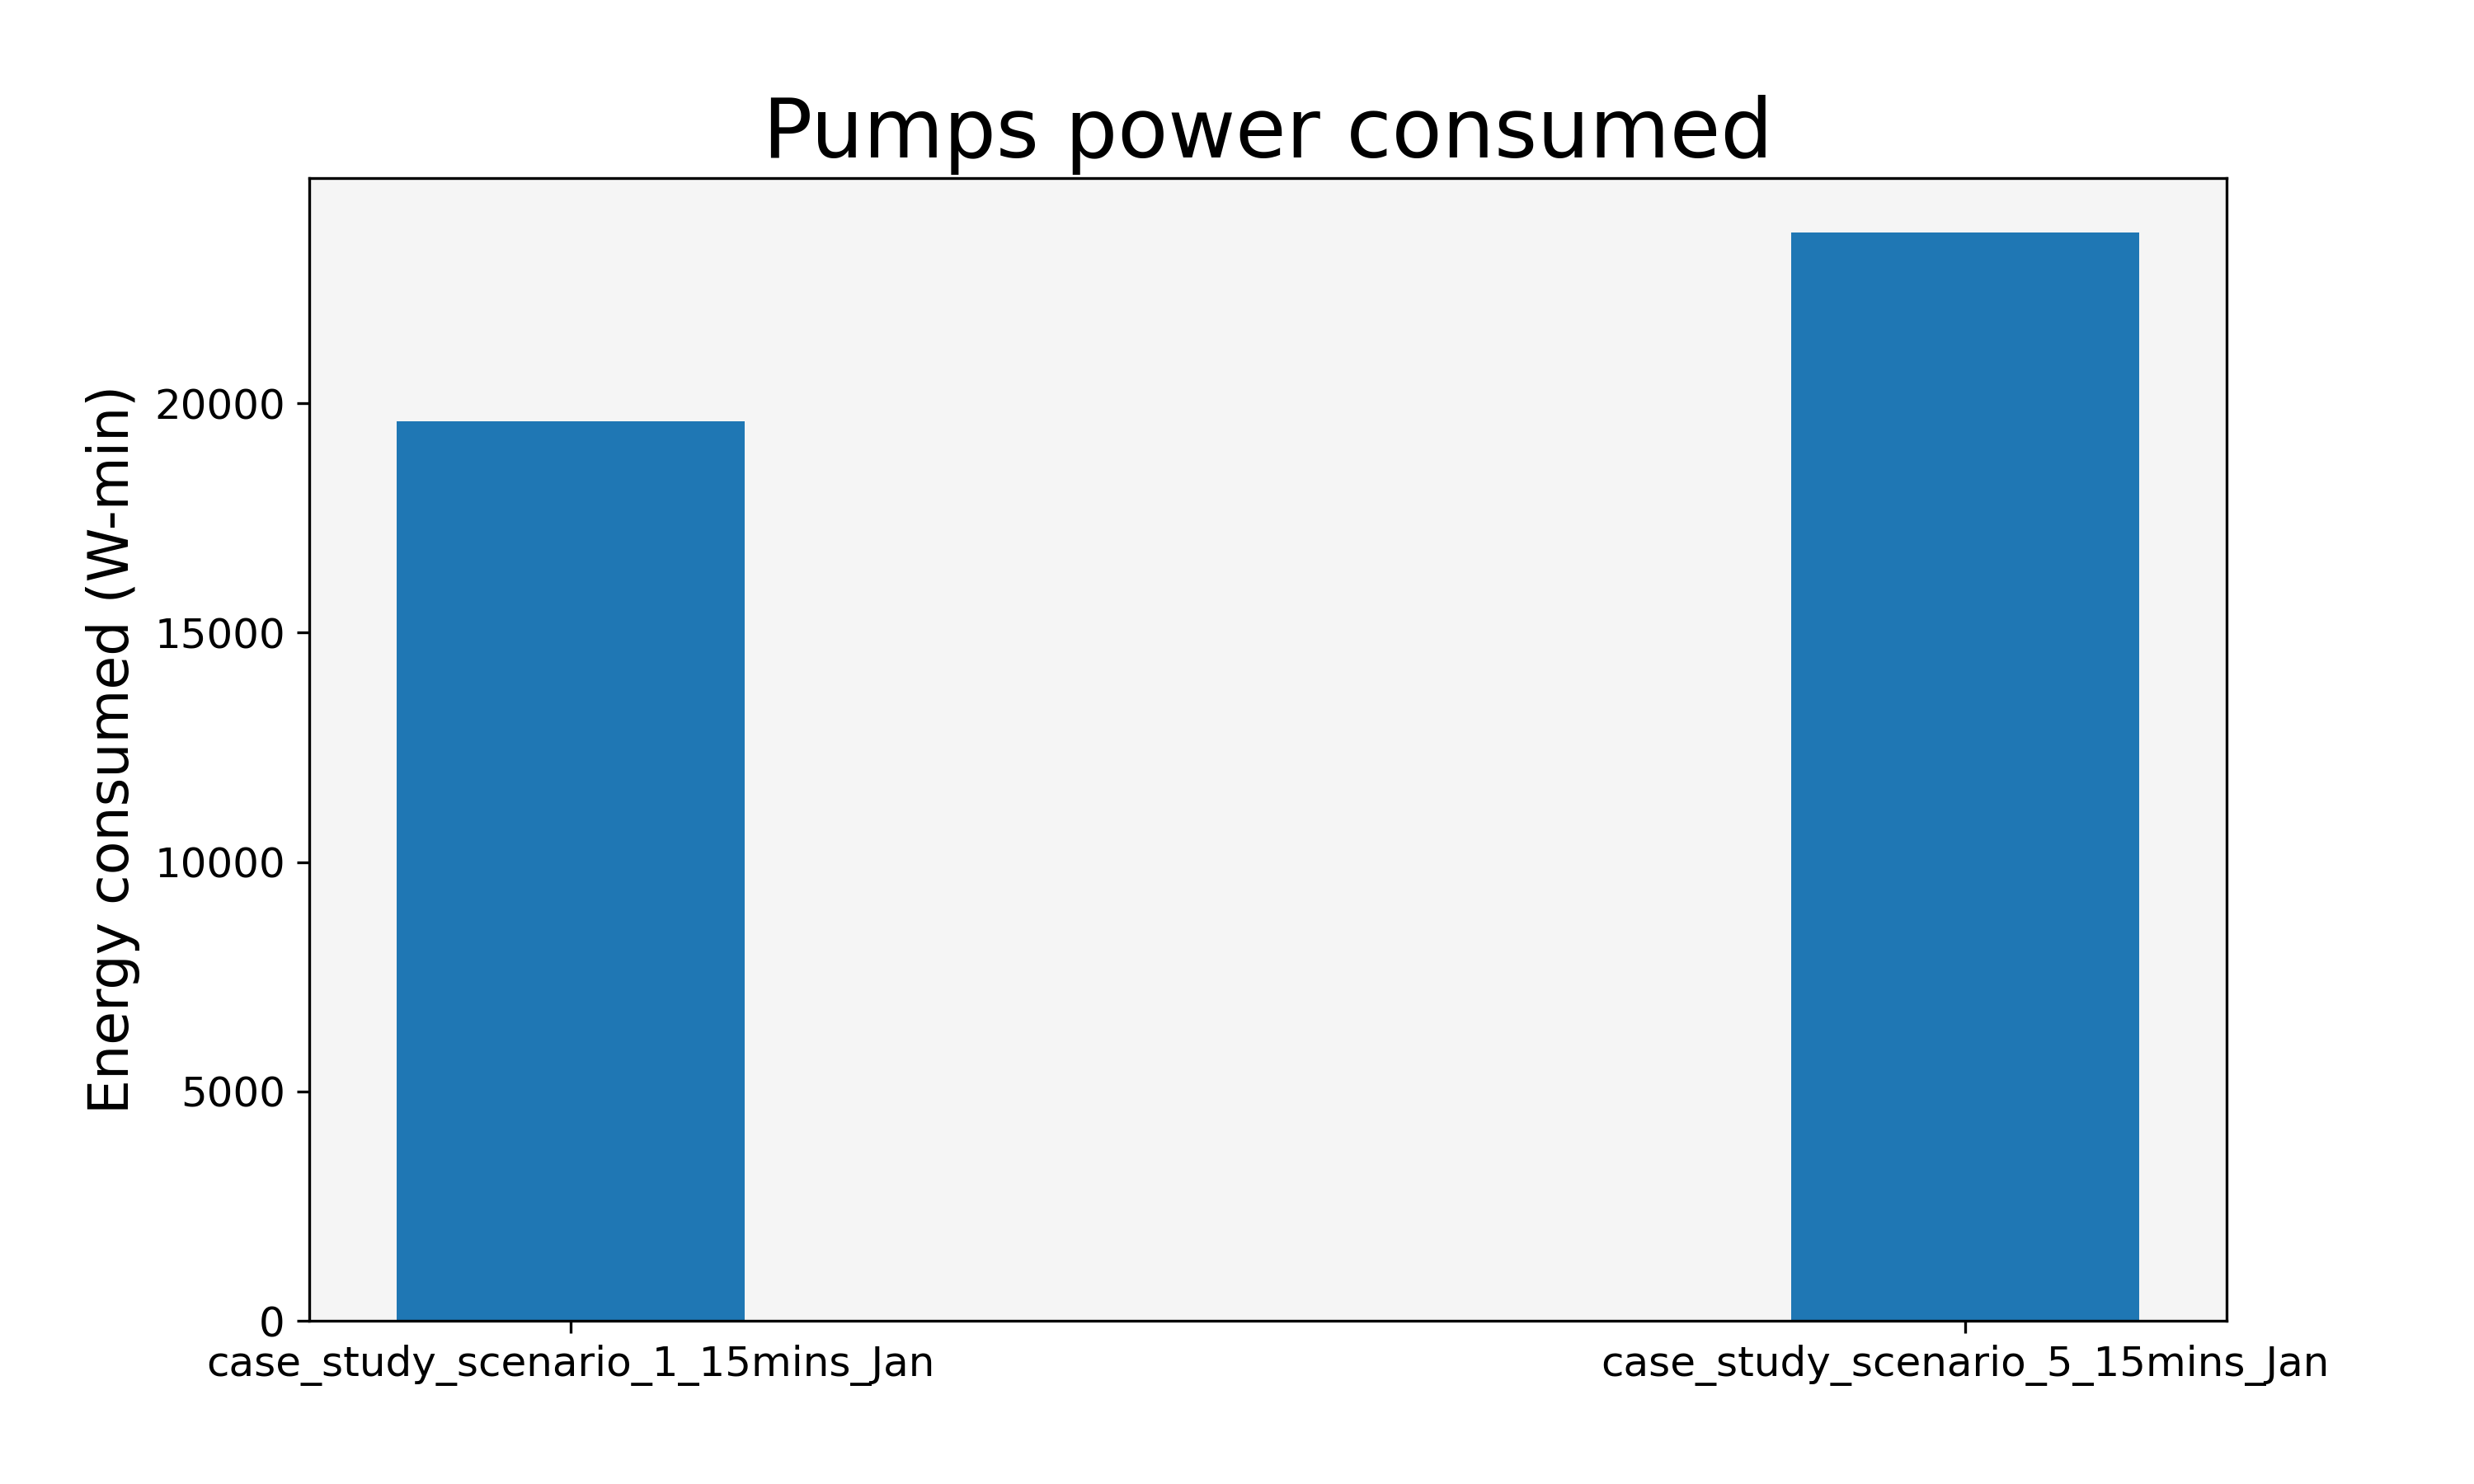 Pumps power consumed
Energy consumed (W-min)
20000
15000
10000
5000
0
case_study_scenario_1_15mins_Jan
case_study_scenario_5_15mins_Jan